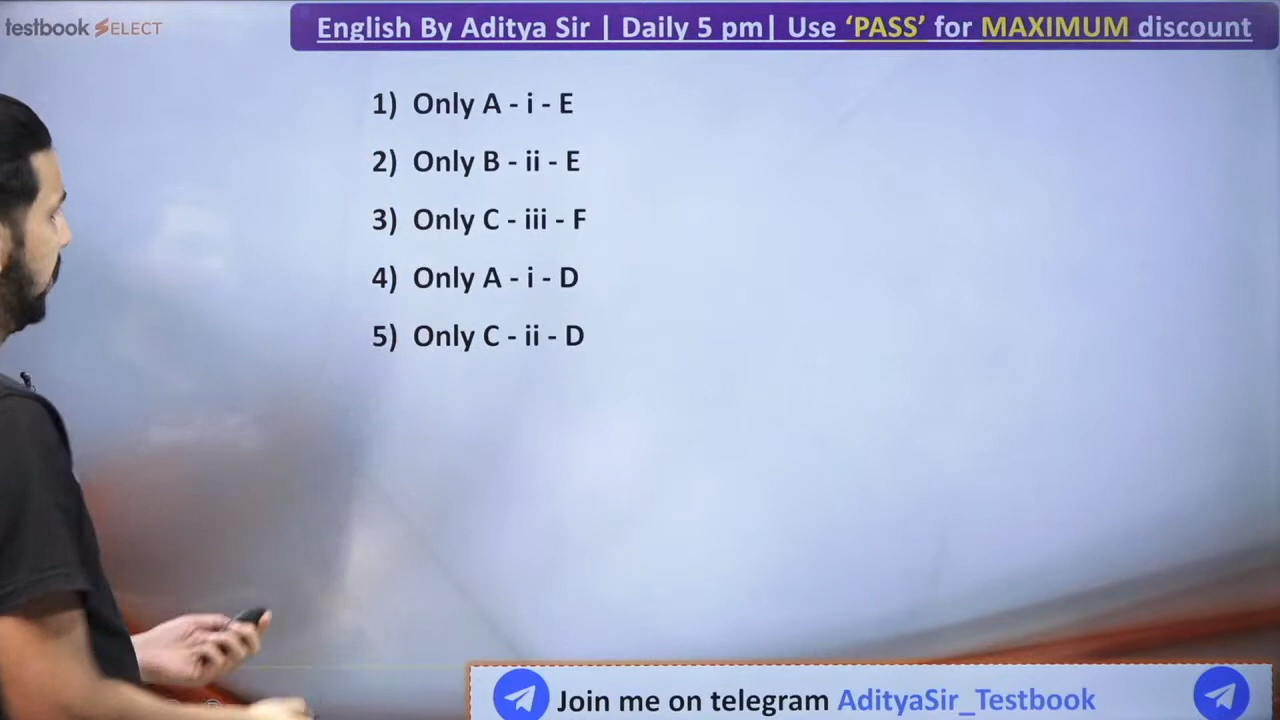 testbook SELECT
English By Aditya Sir | Daily 5 pm| Use ‘PASS’ for MAXIMUM discount
1) Only A - i - E
2) Only B - ii - E
3) Only C - iii - F
4) Only A - i - D
5) Only C - ii - D
Join me on telegram AdityaSir_Testbook